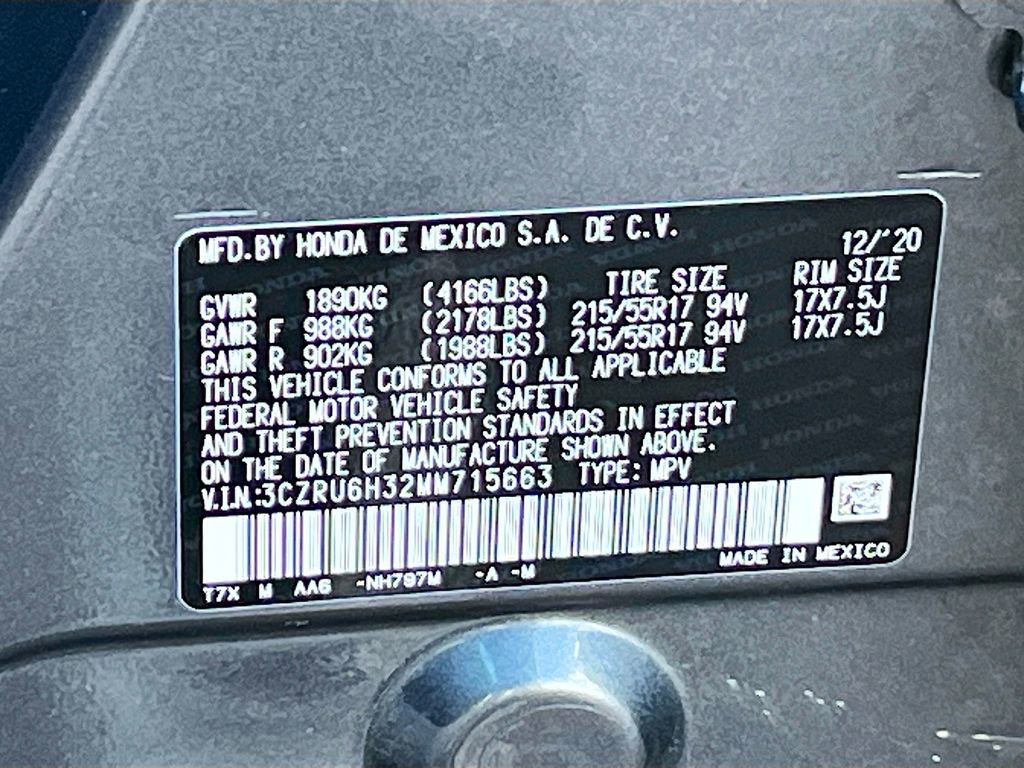 MFD.BY HONDA DE MEXICO S.A. DE C.V.
12/'20
TIRE SIZE RIM SIZE
GVWR 1890KG (4166LBS)
GAWR F 988KG (2178LBS) 215/55R17 94V 17X7.5J
GAWR R 902KG (1988LBS) 215/55R17 94V 17X7.5J
THIS VEHICLE CONFORMS TO ALL APPLICABLE
FEDERAL MOTOR VEHICLE SAFETY
AND THEFT PREVENTION STANDARDS IN EFFECT
ON THE DATE OF MANUFACTURE SHOWN ABOVE.
V.I.N.:3CZRU6H32MM715663 TYPE: MPV
T7X M AA6 -NH797M -A -M MADE IN MEXICO